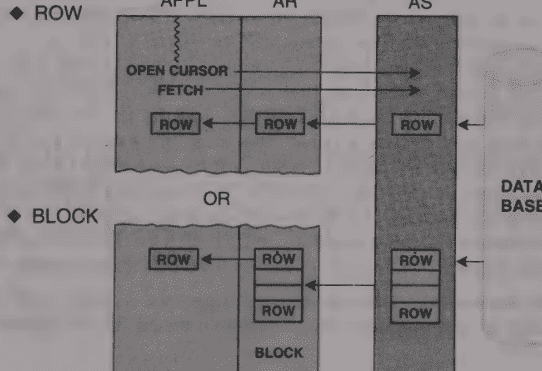 APPL AR AS
◆ ROW
OPEN CURSOR
FETCH
ROW ROW ROW
DATA
BASE
OR
◆ BLOCK
ROW ROW ROW
ROW ROW
BLOCK